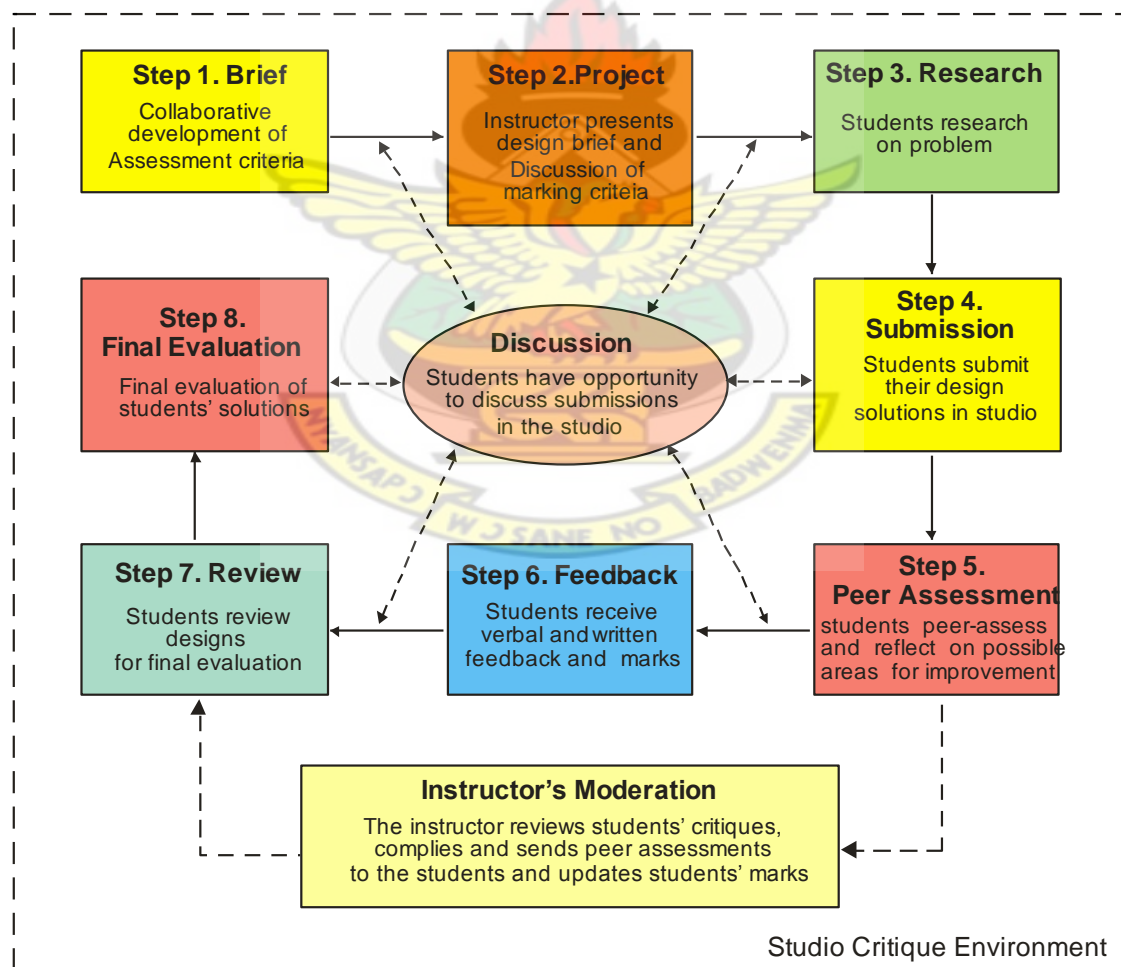 Step 1. Brief
Collaborative
development of
Assessment criteria
Step 2.Project
Instructor presents
design brief and
Discussion of
marking criteia
Step 3. Research
Students research
on problem
Step 4.
Submission
Students submit
their design
solutions in studio
Step 5.
Peer Assessment
students peer-assess
and reflect on possible
areas for improvement
Step 6. Feedback
Students receive
verbal and written
feedback and marks
Step 7. Review
Students review
designs
for final evaluation
Step 8.
Final Evaluation
Final evaluation of
students’ solutions
Discussion
Students have opportunity
to discuss submissions
in the studio
NYANSAPƆ WƆSANE NO BADWENMA
Instructor’s Moderation
The instructor reviews students’ critiques,
complies and sends peer assessments
to the students and updates students’ marks
Studio Critique Environment